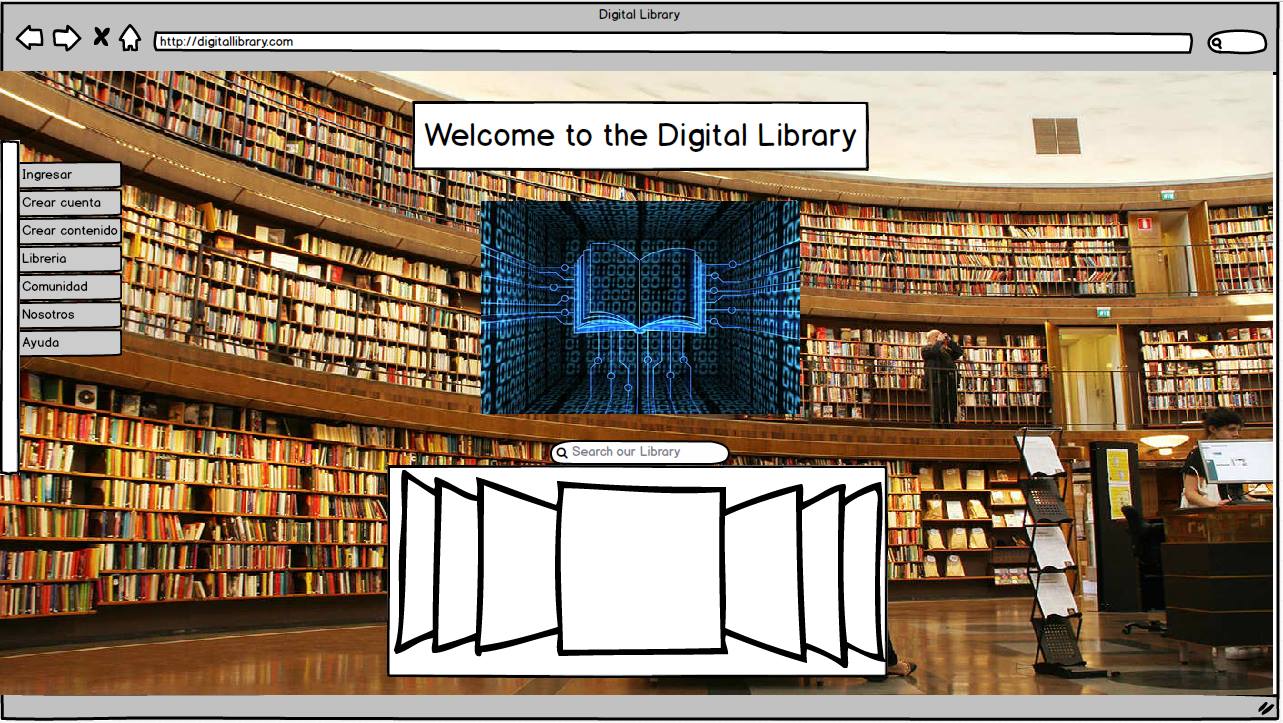 Digital Library
http://digitallibrary.com
Welcome to the Digital Library
Ingresar
Crear cuenta
Crear contenido
Libreria
Comunidad
Nosotros
Ayuda
Search our Library